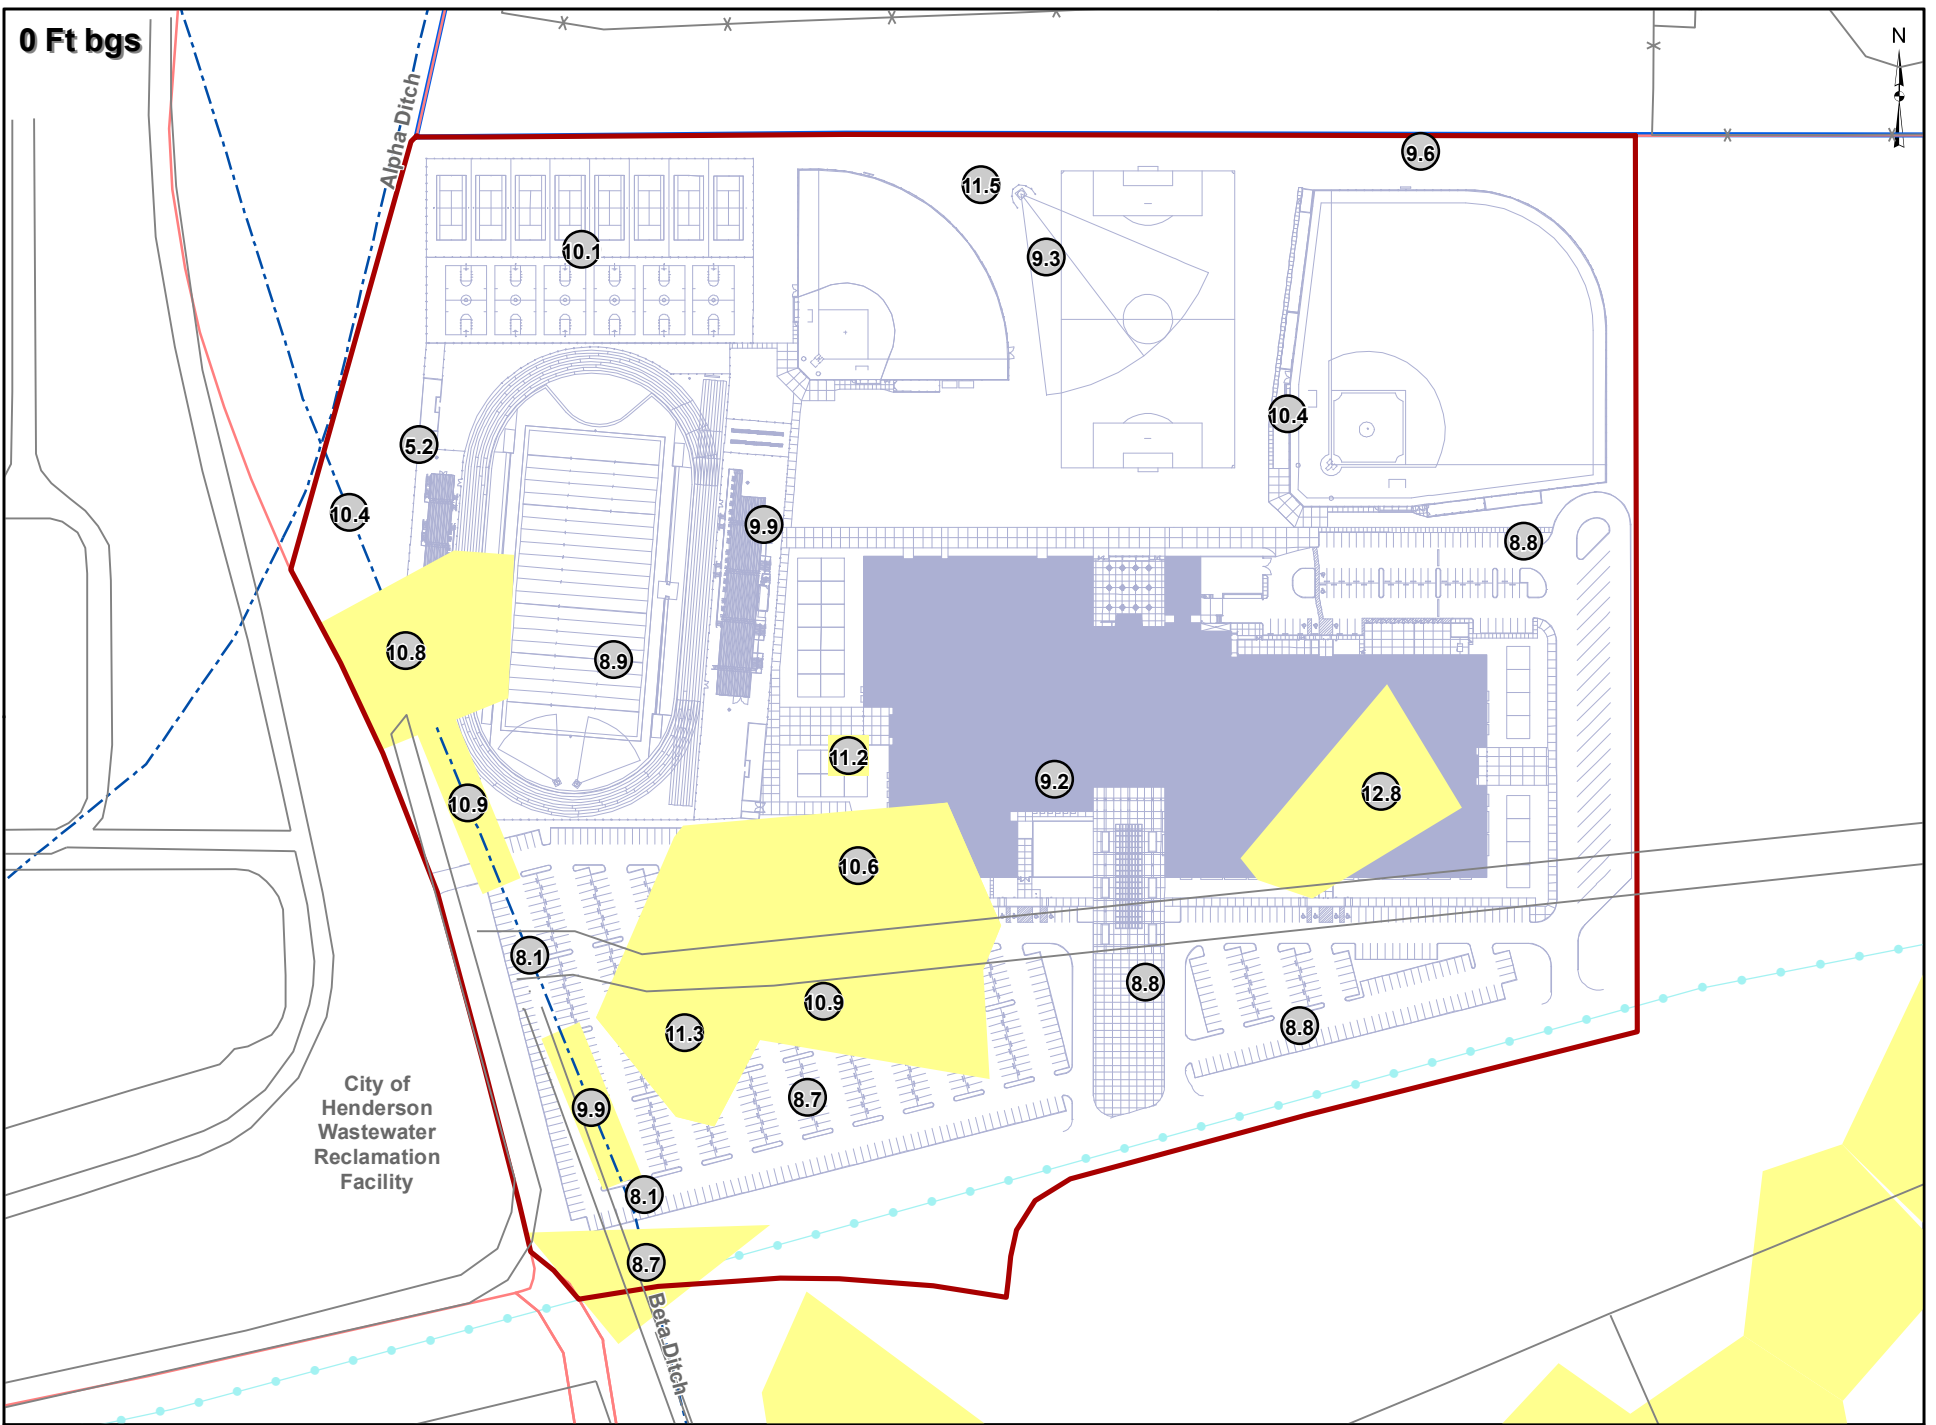 0 Ft bgs
N
Alpha Ditch
9.6
11.5
10.1
9.3
10.4
5.2
10.4
9.9
8.8
10.8
8.9
11.2
9.2
12.8
10.9
10.6
8.1
8.8
10.9
11.3
8.8
8.7
9.9
City of
Henderson
Wastewater
Reclamation
Facility
8.1
8.7
Beta Ditch